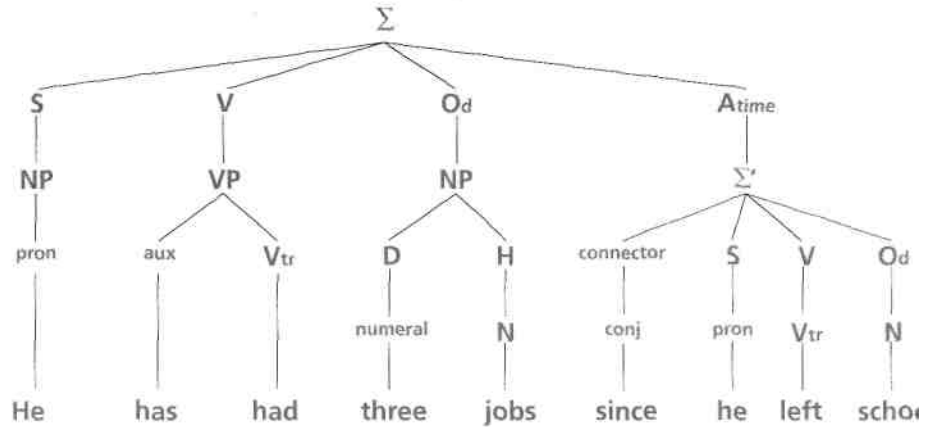 Σ
S V Od Atime
NP VP NP Σ'
pron aux Vtr D H connector S V Od
numeral N conj pron Vtr N
He has had three jobs since he left